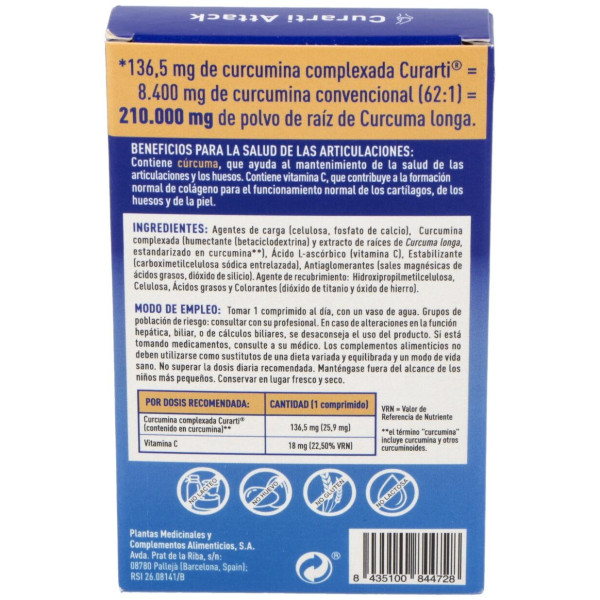 Curarti Attack
*136,5 mg de curcumina complexada Curarti® =
8.400 mg de curcumina convencional (62:1) =
210.000 mg de polvo de raíz de Curcuma longa.
BENEFICIOS PARA LA SALUD DE LAS ARTICULACIONES:
Contiene cúrcuma, que ayuda al mantenimiento de la salud de las
articulaciones y los huesos. Contiene vitamina C, que contribuye a la formación
normal de colágeno para el funcionamiento normal de los cartílagos, de los
huesos y de la piel.
INGREDIENTES: Agentes de carga (celulosa, fosfato de calcio), Curcumina
complexada (humectante (betaciclodextrina) y extracto de raíces de Curcuma longa,
estandarizado en curcumina**), Ácido L-ascórbico (vitamina C), Estabilizante
(carboximetilcelulosa sódica entrelazada), Antiaglomerantes (sales magnésicas de
ácidos grasos, dióxido de silicio). Agente de recubrimiento: Hidroxipropilmetilcelulosa,
Celulosa, Ácidos grasos y Colorantes (dióxido de titanio y óxido de hierro).
MODO DE EMPLEO: Tomar 1 comprimido al día, con un vaso de agua. Grupos de
población de riesgo: consultar con su profesional. En caso de alteraciones en la función
hepática, biliar, o de cálculos biliares, se desaconseja el uso del producto. Si está
tomando medicamentos, consulte a su médico. Los complementos alimenticios no
deben utilizarse como sustitutos de una dieta variada y equilibrada y un modo de vida
sano. No superar la dosis diaria recomendada. Manténgase fuera del alcance de los
niños más pequeños. Conservar en lugar fresco y seco.
POR DOSIS RECOMENDADA: CANTIDAD (1 comprimido)
Curcumina complexada Curarti®
(contenido en curcumina)** 136,5 mg (25,9 mg)
Vitamina C 18 mg (22,50% VRN)
VRN = Valor de
Referencia de Nutriente
**el término "curcumina"
incluye curcumina y otros
curcuminoides.
NO LÁCTEO
NO HUEVO
NO GLUTEN
NO LACTOSA
Plantas Medicinales y
Complementos Alimenticios, S.A.
Avda. Prat de la Riba, s/n:
08780 Pallejà (Barcelona, Spain);
RSI 26.08141/B
8 435100 844728